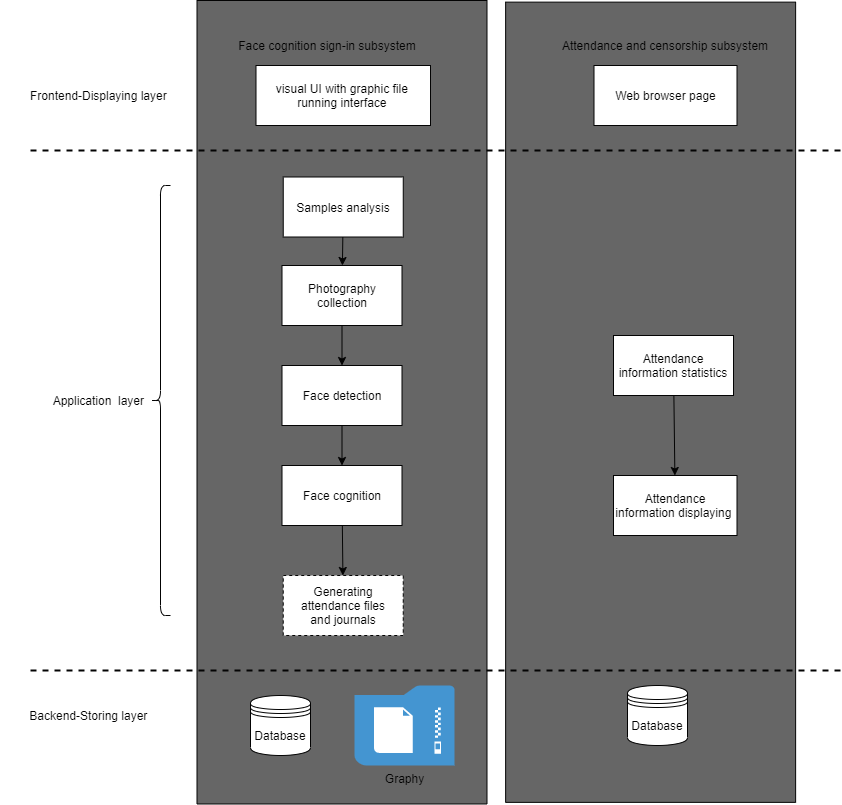 Face cognition sign-in subsystem
Attendance and censorship subsystem
Frontend-Displaying layer
visual UI with graphic file
running interface
Web browser page
Samples analysis
Photography
collection
Attendance
information statistics
Application  layer
Face detection
Face cognition
Attendance
information displaying
Generating
attendance files
and journals
Backend-Storing layer
Database
Database
Graphy